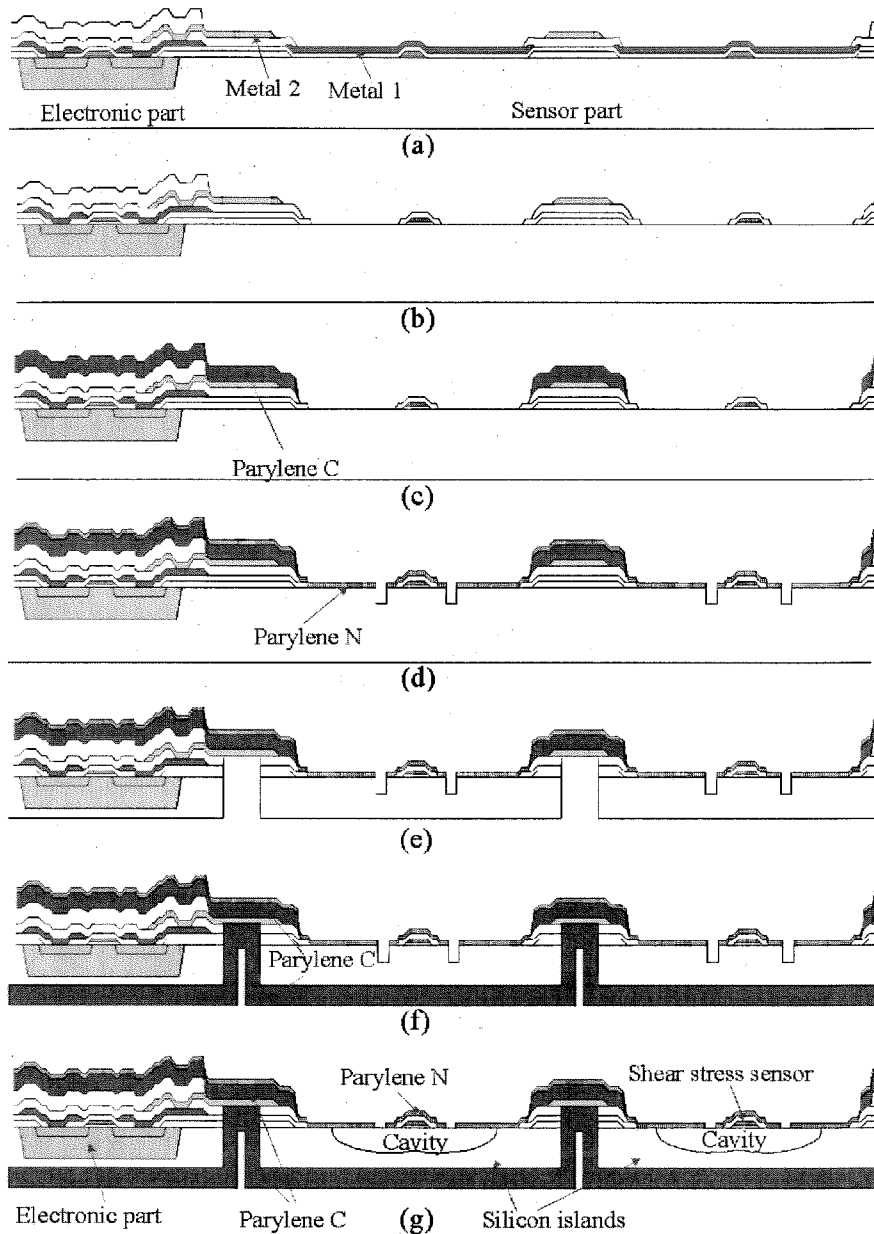 Metal 2
Metal 1
Electronic part
Sensor part
(a)
(b)
Parylene C
(c)
Parylene N
(d)
(e)
Parylene C
(f)
Parylene N
Shear stress sensor
Cavity
Cavity
Electronic part
Parylene C
(g)
Silicon islands